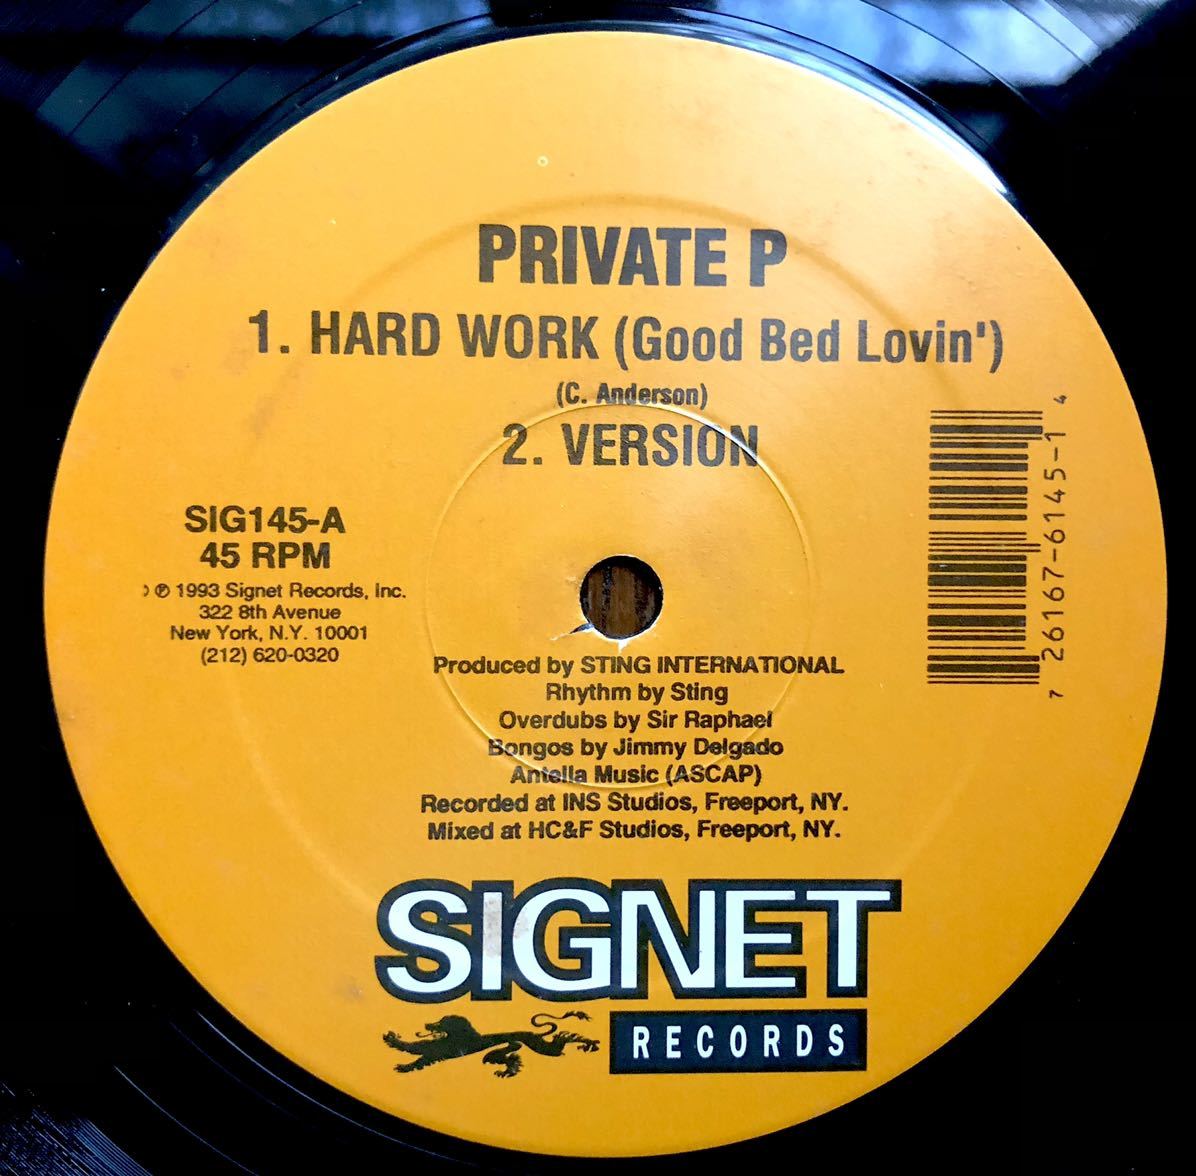 PRIVATE P
1. HARD WORK (Good Bed Lovin')
(C. Anderson)
2. VERSION
SIG145-A
45 RPM
℗ 1993 Signet Records, Inc.
322 8th Avenue
New York, N.Y. 10001
(212) 620-0320
7 26167-6145-1 4
Produced by STING INTERNATIONAL
Rhythm by Sting
Overdubs by Sir Raphael
Bongos by Jimmy Delgado
Antella Music (ASCAP)
Recorded at INS Studios, Freeport, NY.
Mixed at HC&F Studios, Freeport, NY.
SIGNET
RECORDS